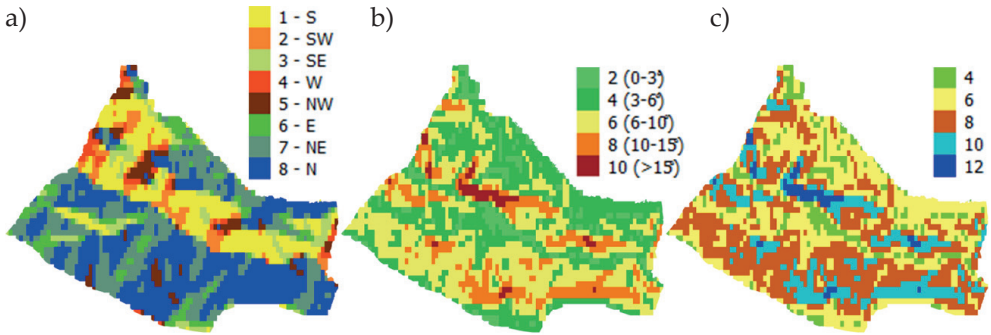 a)
1 - S
2 - SW
3 - SE
4 - W
5 - NW
6 - E
7 - NE
8 - N
b)
2 (0-3°)
4 (3-6°)
6 (6-10°)
8 (10-15°)
10 (>15°)
c)
4
6
8
10
12